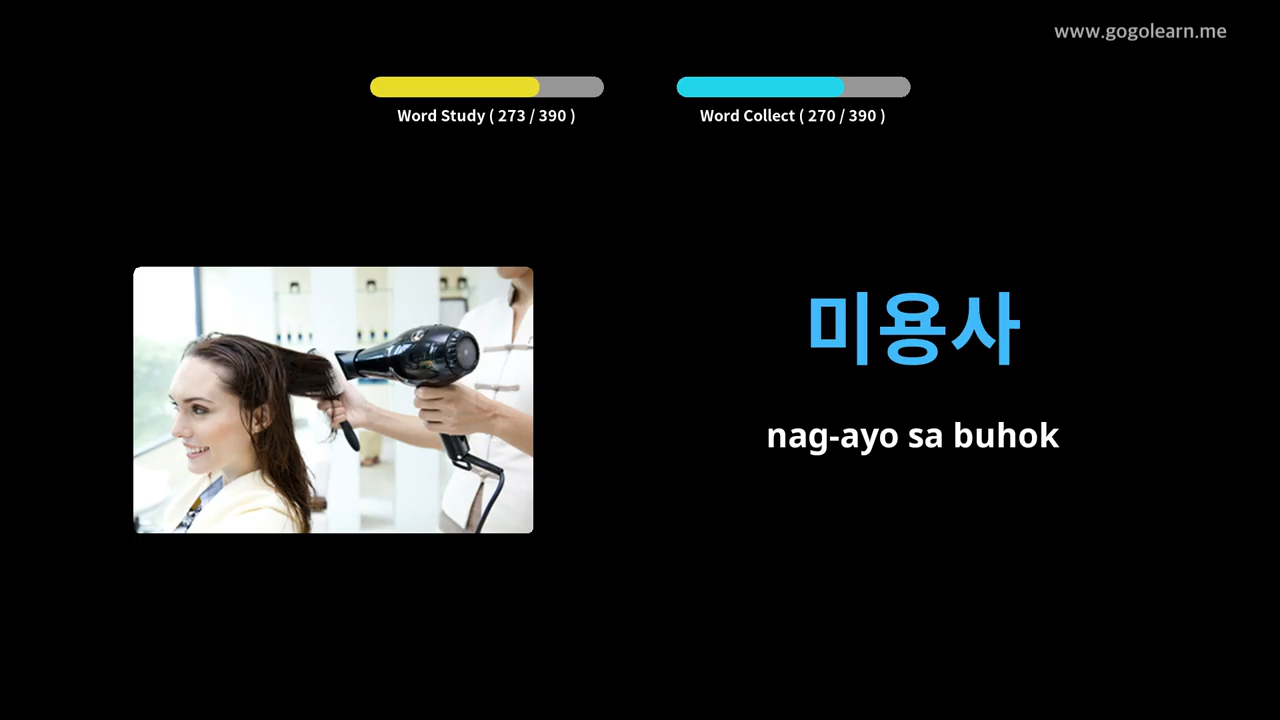 www.gogolearn.me
Word Study ( 273 / 390 )
Word Collect ( 270 / 390 )
미용사
nag-ayo sa buhok